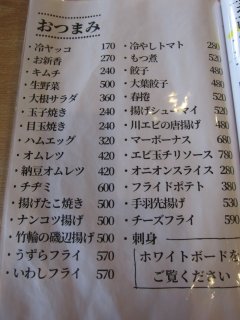 おつまみ
・冷ヤッコ 170
・お新香 270
・キムチ 240
・生野菜 500
・大根サラダ 360
・玉子焼き 240
・目玉焼き 240
・ハムエッグ 320
・オムレツ 420
・納豆オムレツ 420
・チヂミ 600
・揚げたこ焼き 500
・ナンコツ揚げ 500
・竹輪の磯辺揚げ 500
・うずらフライ 570
・いわしフライ 570
・冷やしトマト 280
・もつ煮 520
・餃子 480
・大葉餃子 480
・春捲 520
・揚げシューマイ 520
・川エビの唐揚げ 480
・マーボーナス 680
・エビ玉チリソース 780
・オニオンスライス 280
・フライドポテト 380
・手羽先揚げ 530
・チーズフライ 590
・刺身
ホワイトボードを
ご覧ください